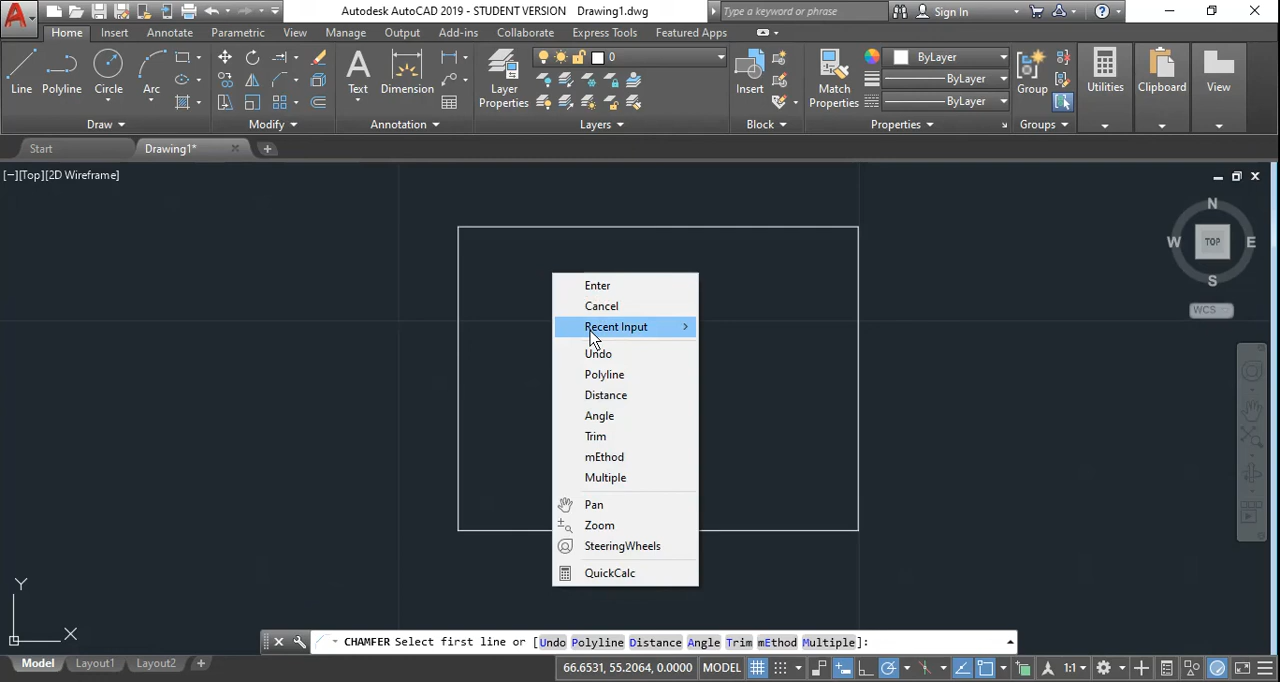 Autodesk AutoCAD 2019 - STUDENT VERSION Drawing1.dwg
Type a keyword or phrase
Sign In
Home Insert Annotate Parametric View Manage Output Add-ins Collaborate Express Tools Featured Apps
Line Polyline Circle Arc
Text Dimension
Layer Properties
0
Insert
Match Properties
ByLayer
ByLayer
ByLayer
Group Utilities Clipboard View
Draw Modify Annotation Layers Block Properties Groups
Start Drawing1*
[−][Top][2D Wireframe]
N
W TOP E
S
WCS
Enter
Cancel
Recent Input
Undo
Polyline
Distance
Angle
Trim
mEthod
Multiple
Pan
Zoom
SteeringWheels
QuickCalc
Y
X
CHAMFER Select first line or [Undo Polyline Distance Angle Trim mEthod Multiple]:
Model Layout1 Layout2
66.6531, 55.2064, 0.0000 MODEL 1:1